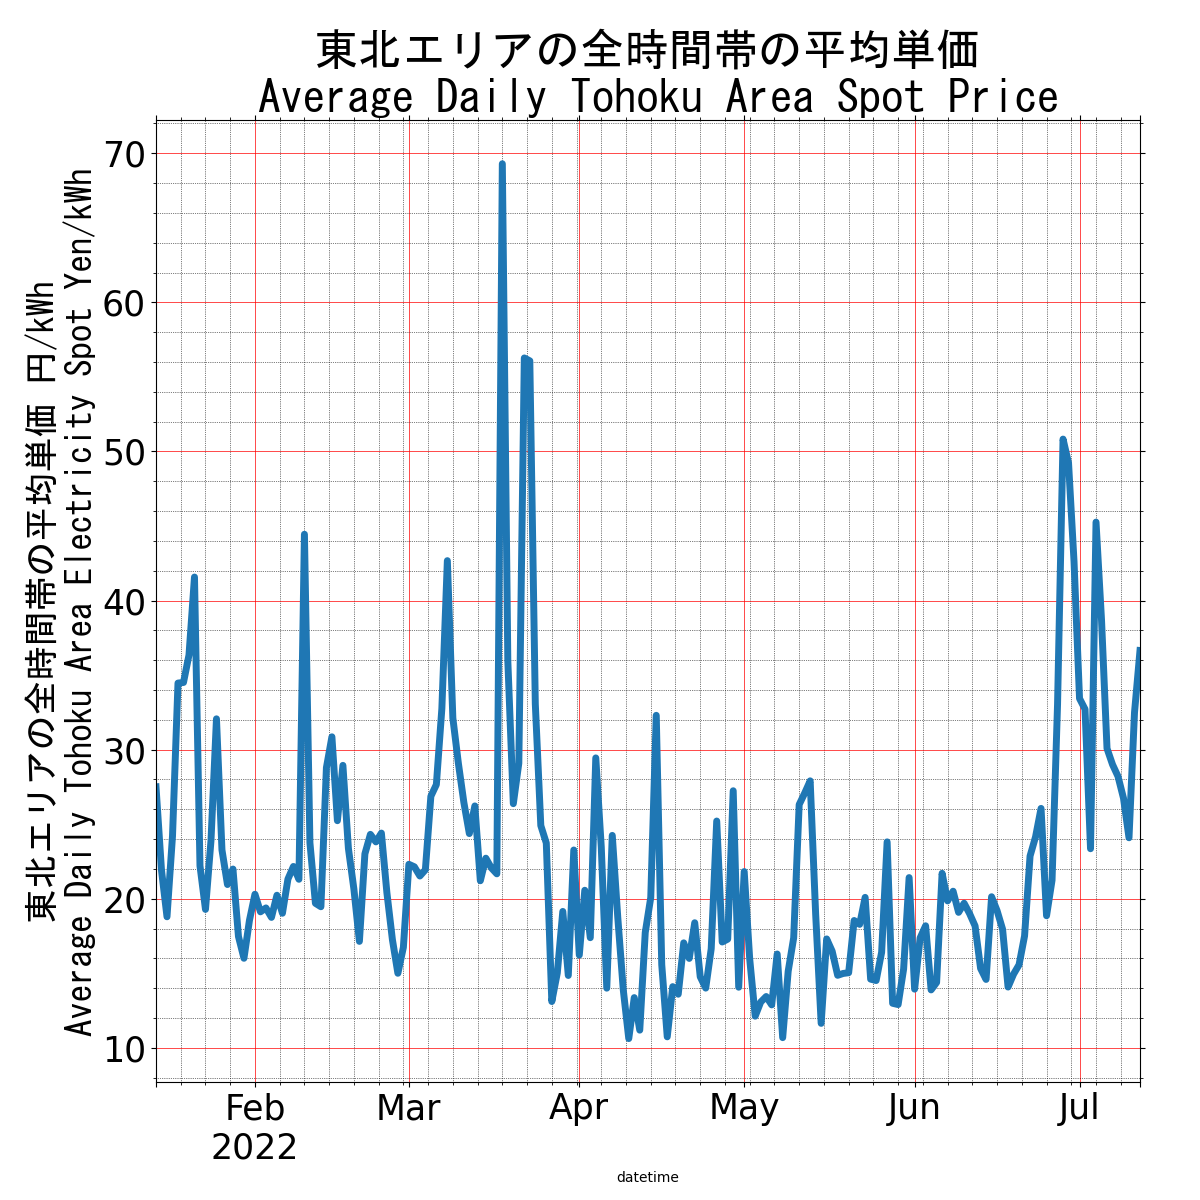 東北エリアの全時間帯の平均単価
Average Daily Tohoku Area Spot Price
東北エリアの全時間帯の平均単価 円/kWh
Average Daily Tohoku Area Electricity Spot Yen/kWh
70
60
50
40
30
20
10
Feb
2022
Mar
Apr
May
Jun
Jul
datetime